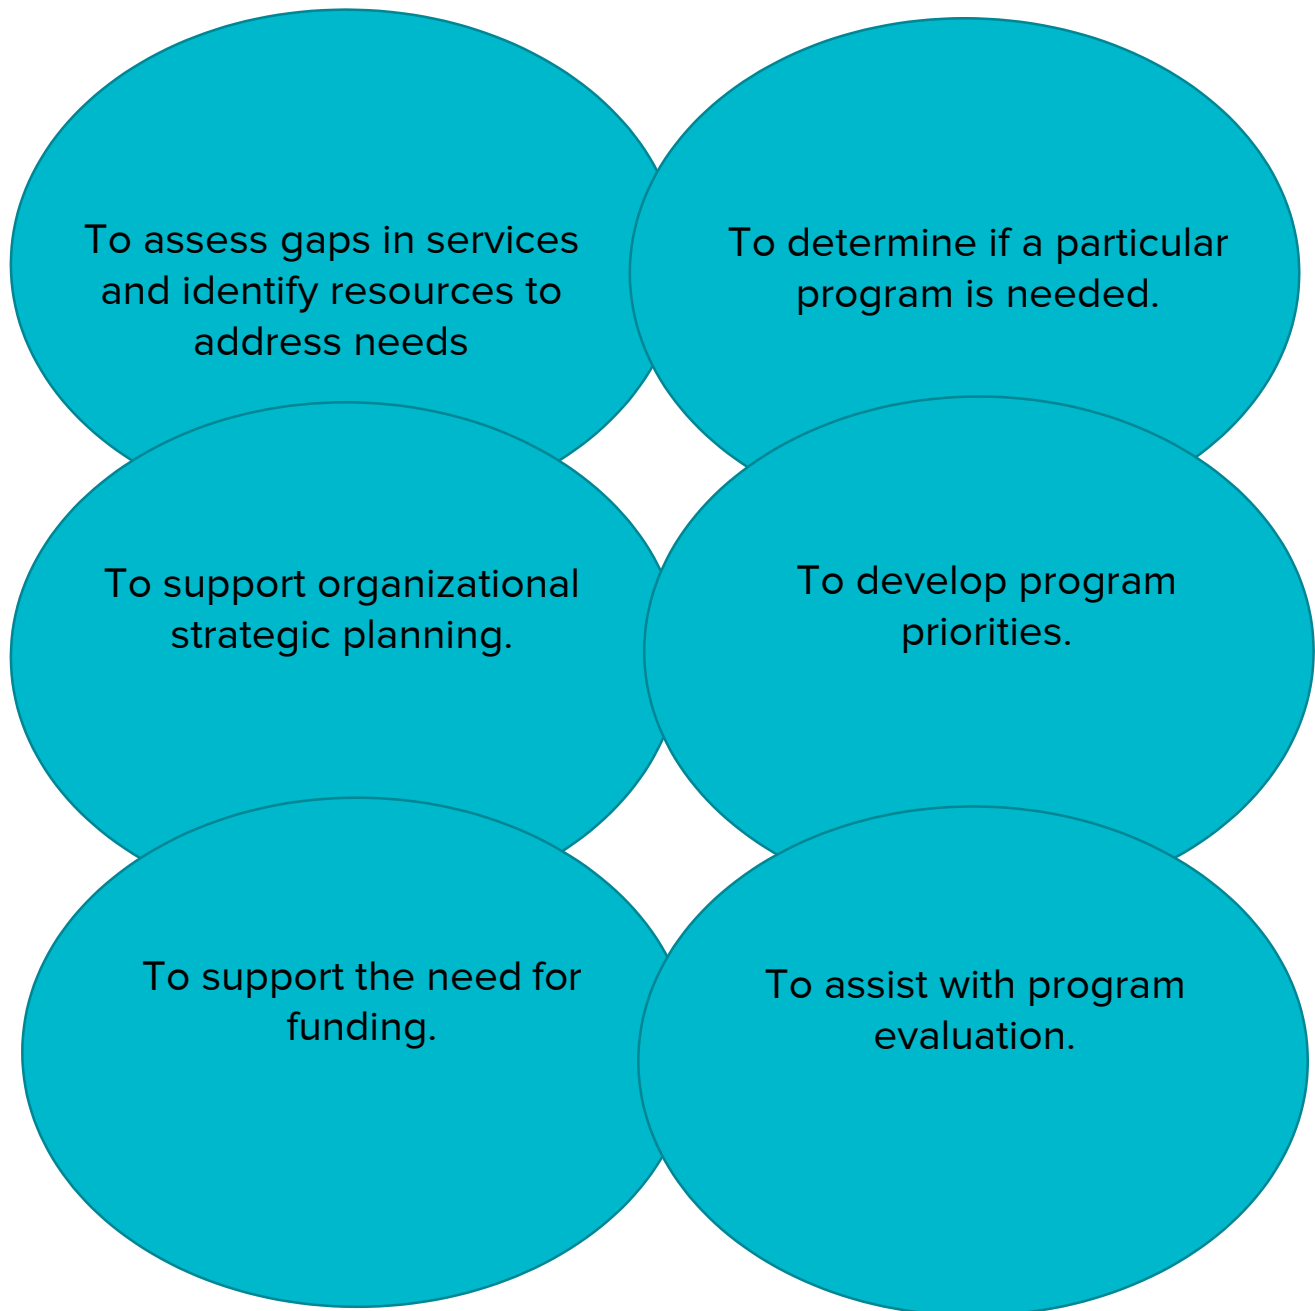 To assess gaps in services
and identify resources to
address needs
To determine if a particular
program is needed.
To support organizational
strategic planning.
To develop program
priorities.
To support the need for
funding.
To assist with program
evaluation.